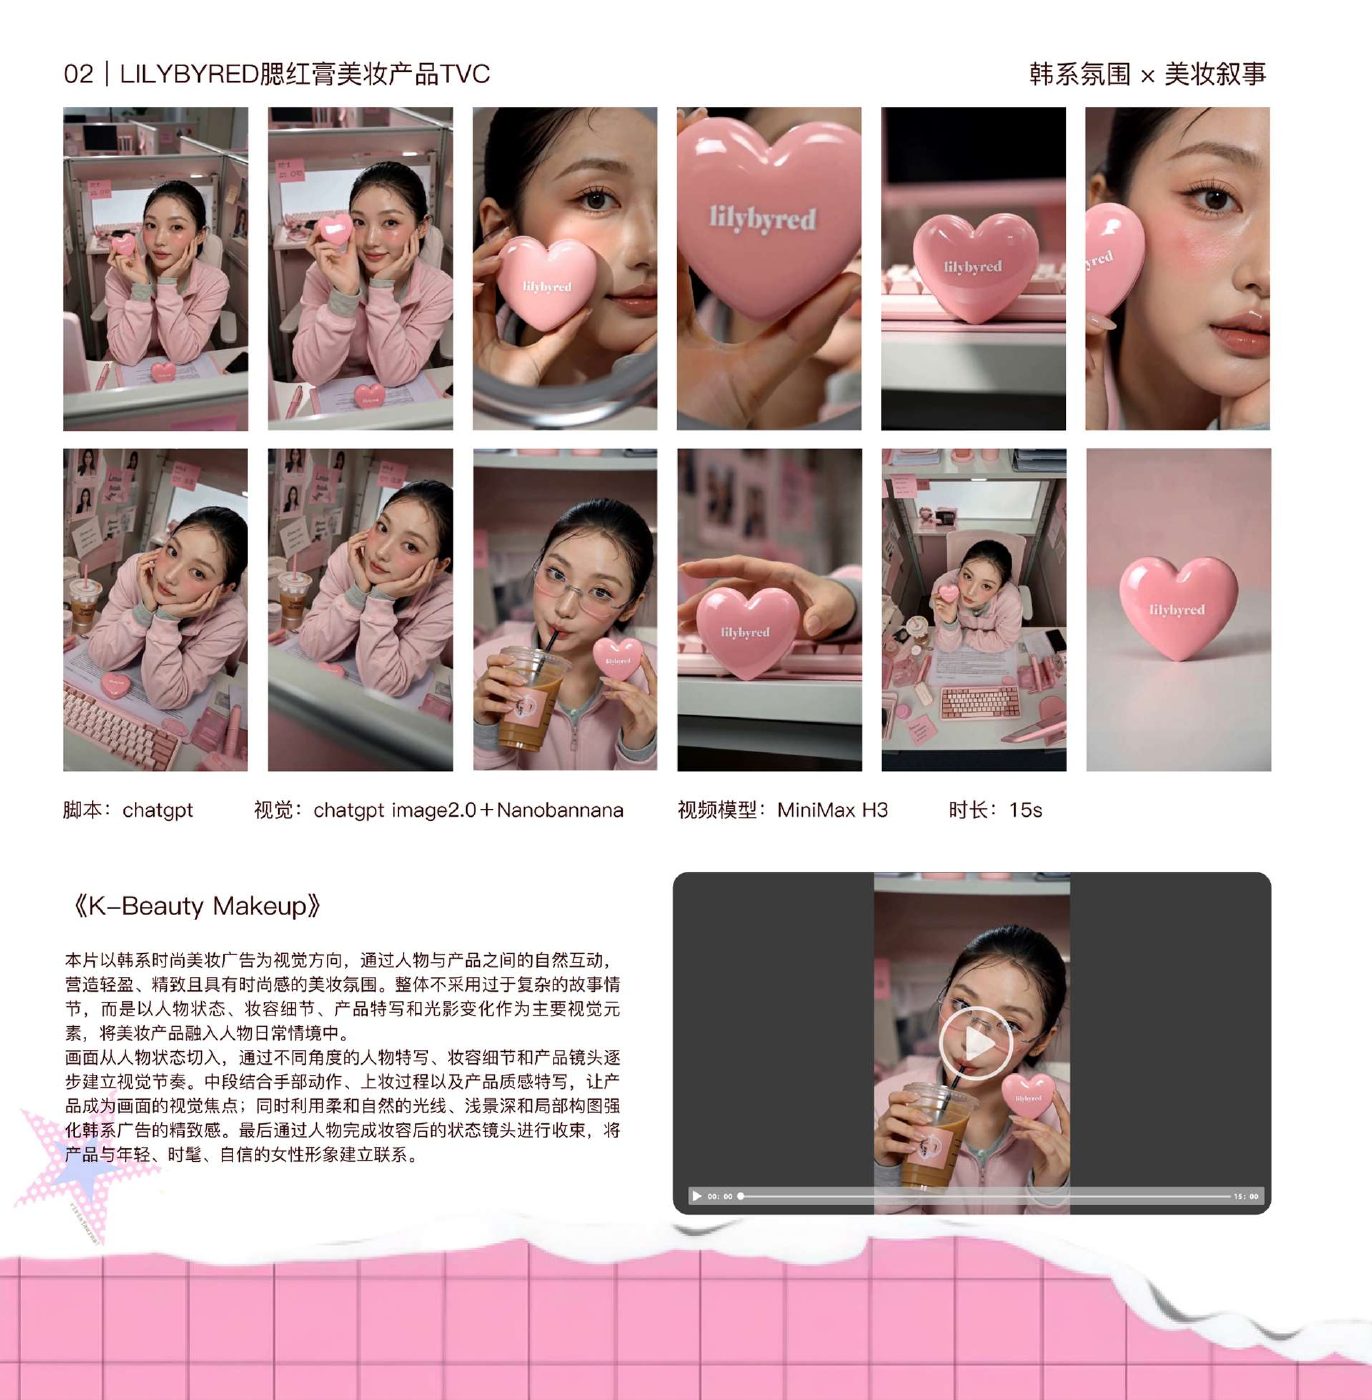 02｜LILYBYRED腮红膏美妆产品TVC
韩系氛围 × 美妆叙事
lilybyred
lilybyred
lilybyred
yred
lilybyred
lilybyred
lilybyred
脚本：chatgpt
视觉：chatgpt image2.0＋Nanobannana
视频模型：MiniMax H3
时长：15s
《K-Beauty Makeup》
本片以韩系时尚美妆广告为视觉方向，通过人物与产品之间的自然互动，
营造轻盈、精致且具有时尚感的美妆氛围。整体不采用过于复杂的故事情
节，而是以人物状态、妆容细节、产品特写和光影变化作为主要视觉元
素，将美妆产品融入人物日常情境中。
画面从人物状态切入，通过不同角度的人物特写、妆容细节和产品镜头逐
步建立视觉节奏。中段结合手部动作、上妆过程以及产品质感特写，让产
品成为画面的视觉焦点；同时利用柔和自然的光线、浅景深和局部构图强
化韩系广告的精致感。最后通过人物完成妆容后的状态镜头进行收束，将
产品与年轻、时髦、自信的女性形象建立联系。
lilybyred
00: 00
15: 00